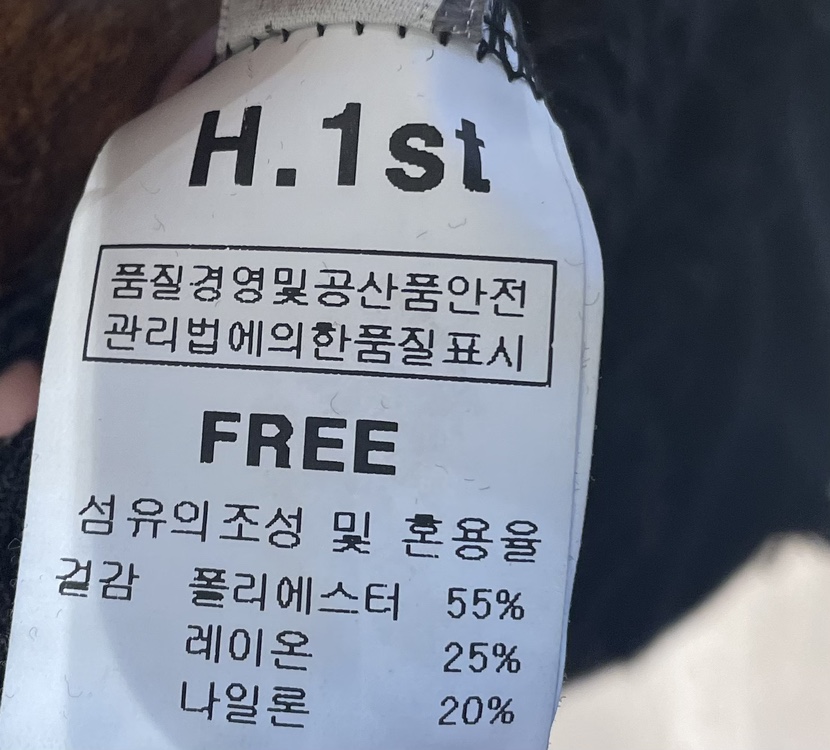 H.1st
품질경영및공산품안전
관리법에의한품질표시
FREE
섬유의조성 및 혼용율
겉감 폴리에스터 55%
레이온 25%
나일론 20%